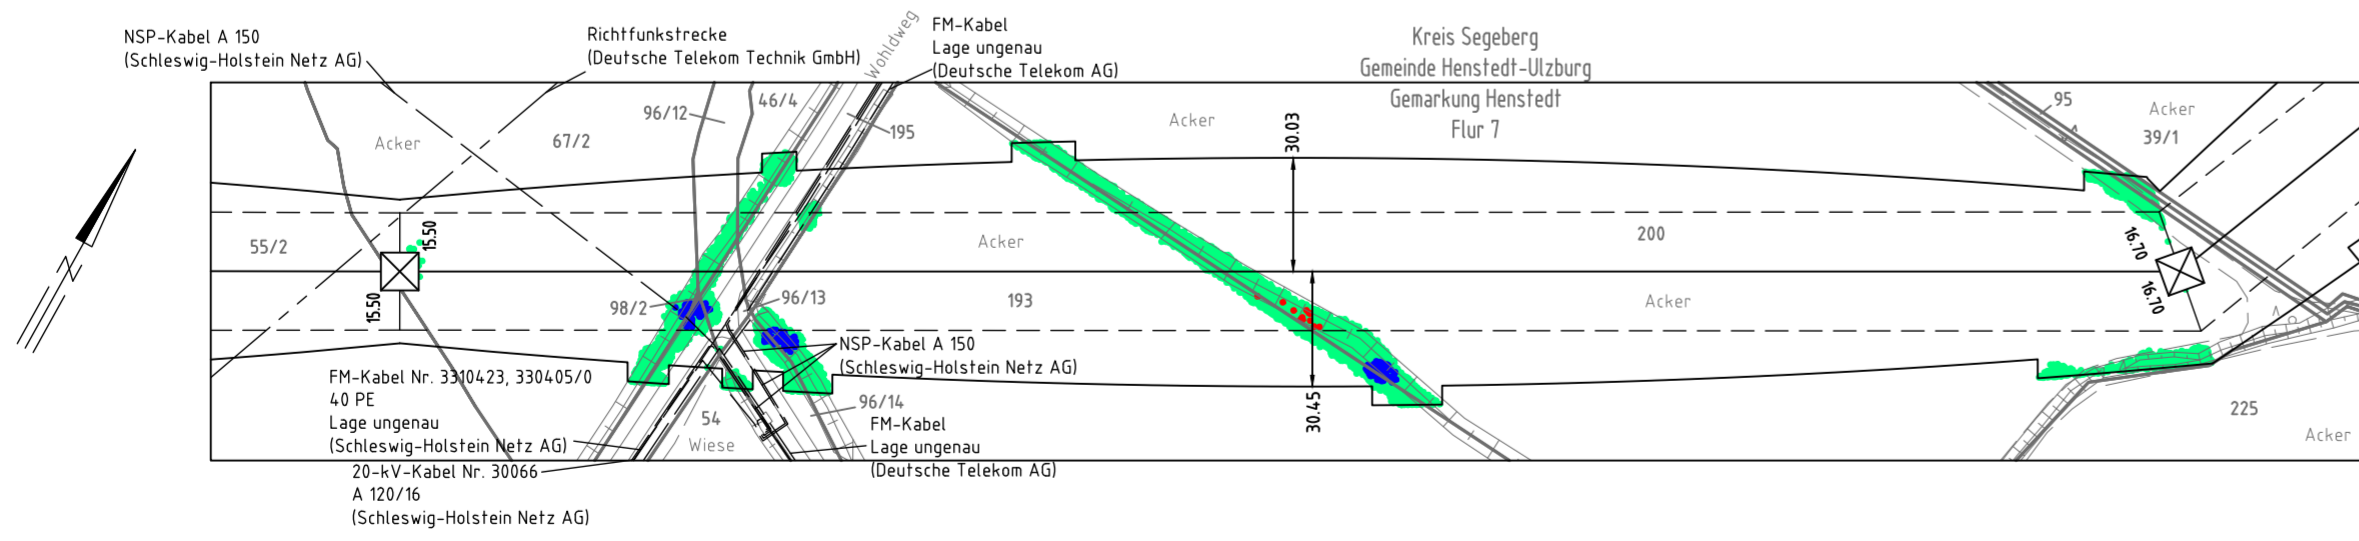 NSP-Kabel A 150
(Schleswig-Holstein Netz AG)
Richtfunkstrecke
(Deutsche Telekom Technik GmbH)
Wohldweg
FM-Kabel
Lage ungenau
(Deutsche Telekom AG)
Kreis Segeberg
Gemeinde Henstedt-Ulzburg
Gemarkung Henstedt
Flur 7
Acker
67/2
96/12
46/4
195
Acker
30.03
95
Acker
39/1
55/2
15.50
15.50
Acker
200
16.70
16.70
98/2
96/13
193
Acker
NSP-Kabel A 150
(Schleswig-Holstein Netz AG)
FM-Kabel Nr. 3310423, 330405/0
40 PE
Lage ungenau
(Schleswig-Holstein Netz AG)
20-kV-Kabel Nr. 30066
A 120/16
(Schleswig-Holstein Netz AG)
54
Wiese
96/14
FM-Kabel
Lage ungenau
(Deutsche Telekom AG)
30.45
225
Acker